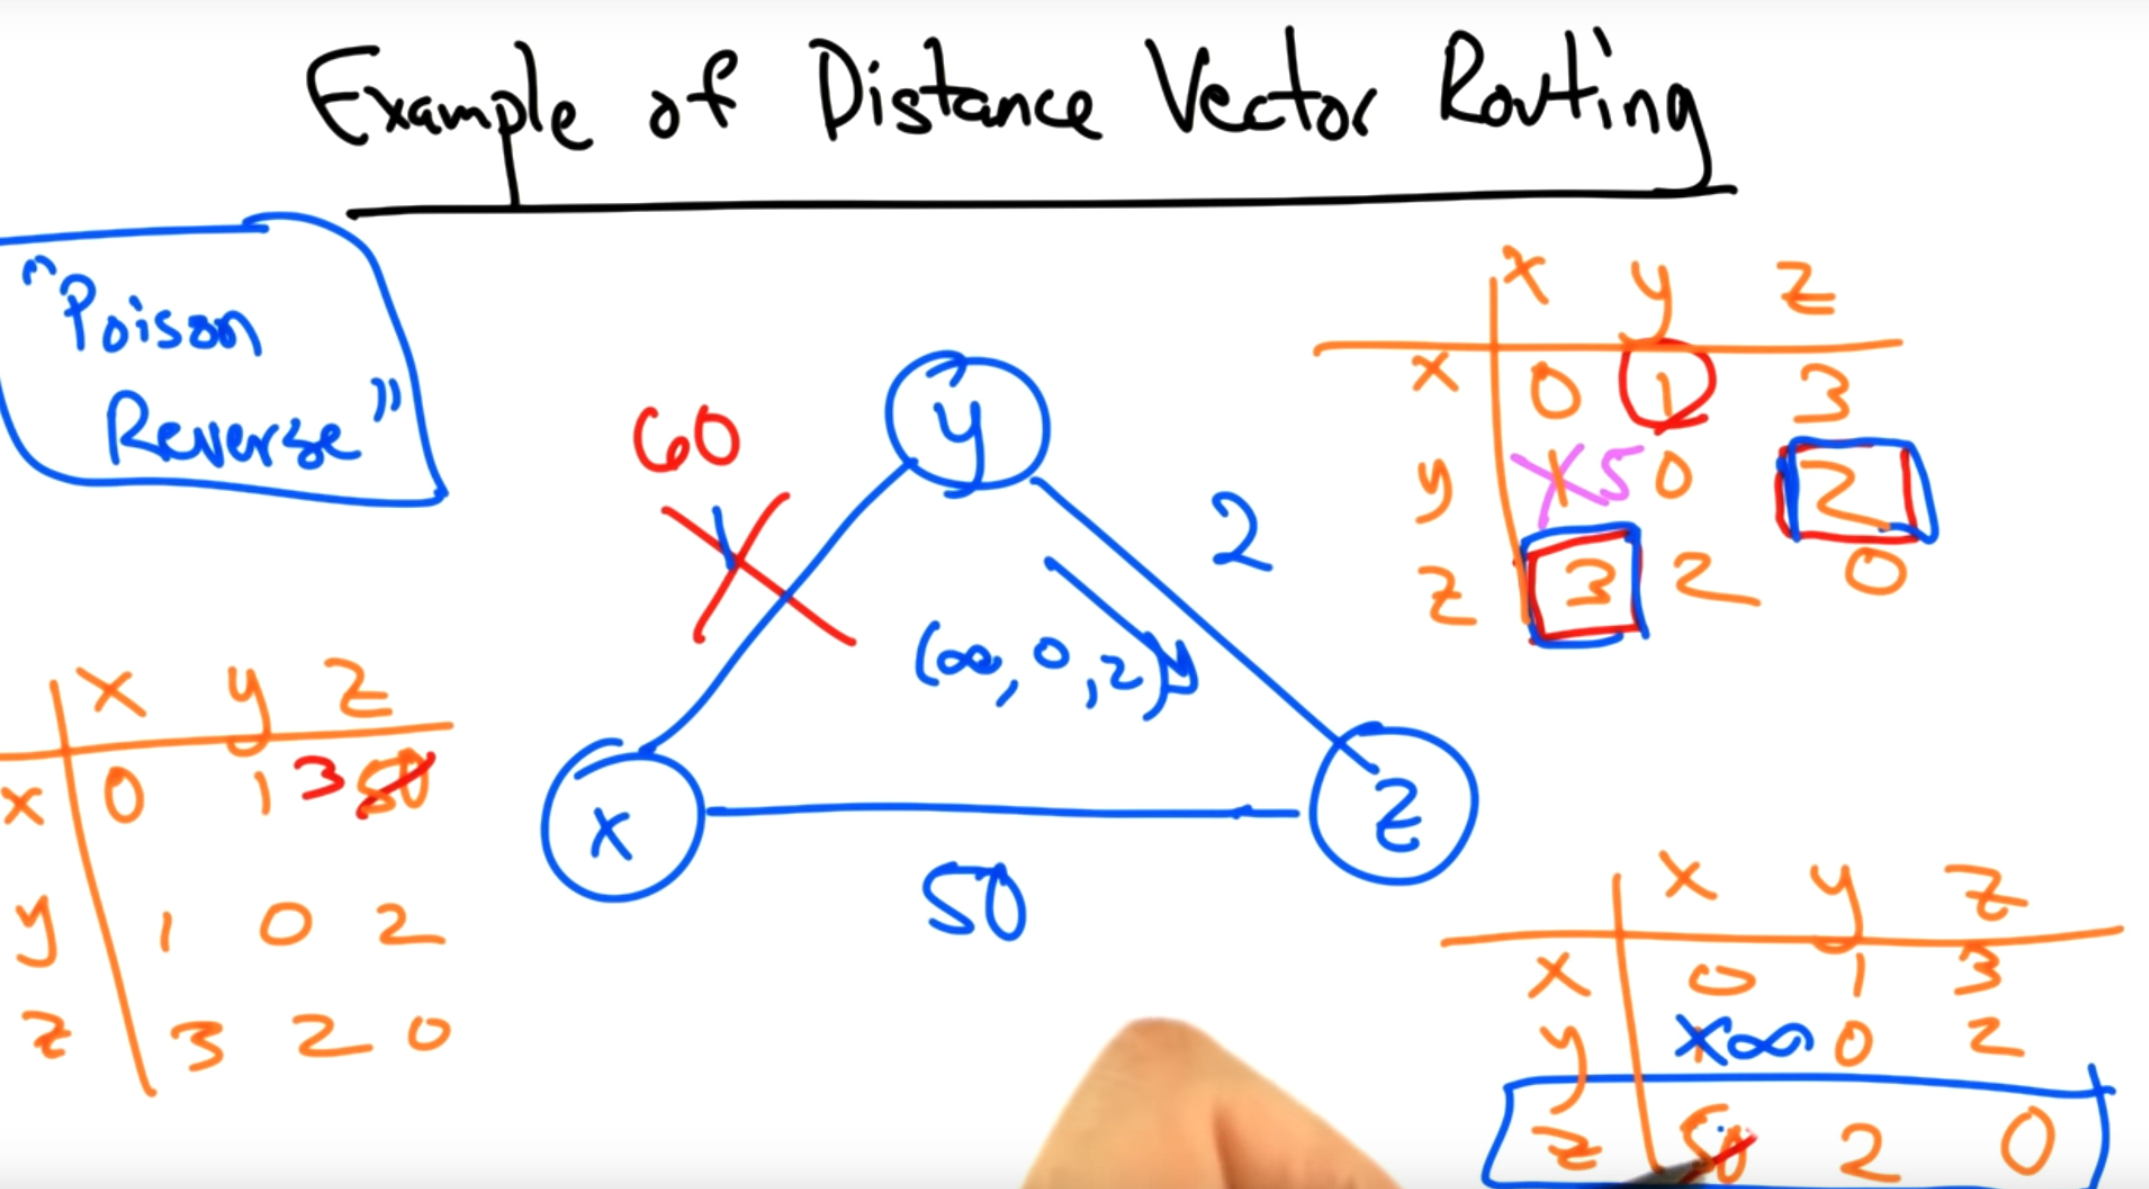 Example of Distance Vector Routing
"Poison
Reverse"
x y z
x 0 1 3
y 1 5 0 2
z 3 2 0
60
1
y
2
(∞, 0, 2)
x
z
50
x y z
x 0 1 3 50
y 1 0 2
z 3 2 0
x y z
x 0 1 3
y 1 ∞ 0 2
z 50 2 0